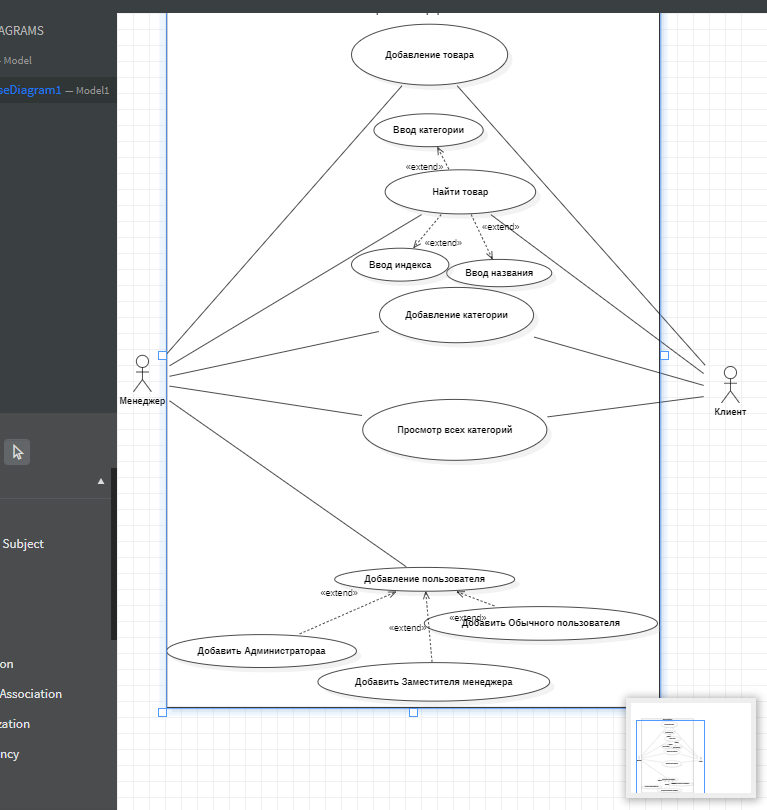 AGRAMS
— Model
seDiagram1 — Model1
Добавление товара
Ввод категории
«extend»
Найти товар
«extend»
«extend»
Ввод индекса
Ввод названия
Добавление категории
Менеджер
Клиент
Просмотр всех категорий
Subject
Добавление пользователя
«extend»
«extend»
Добавить Обычного пользователя
«extend»
Добавить Администратораа
on
Добавить Заместителя менеджера
Association
zation
ncy